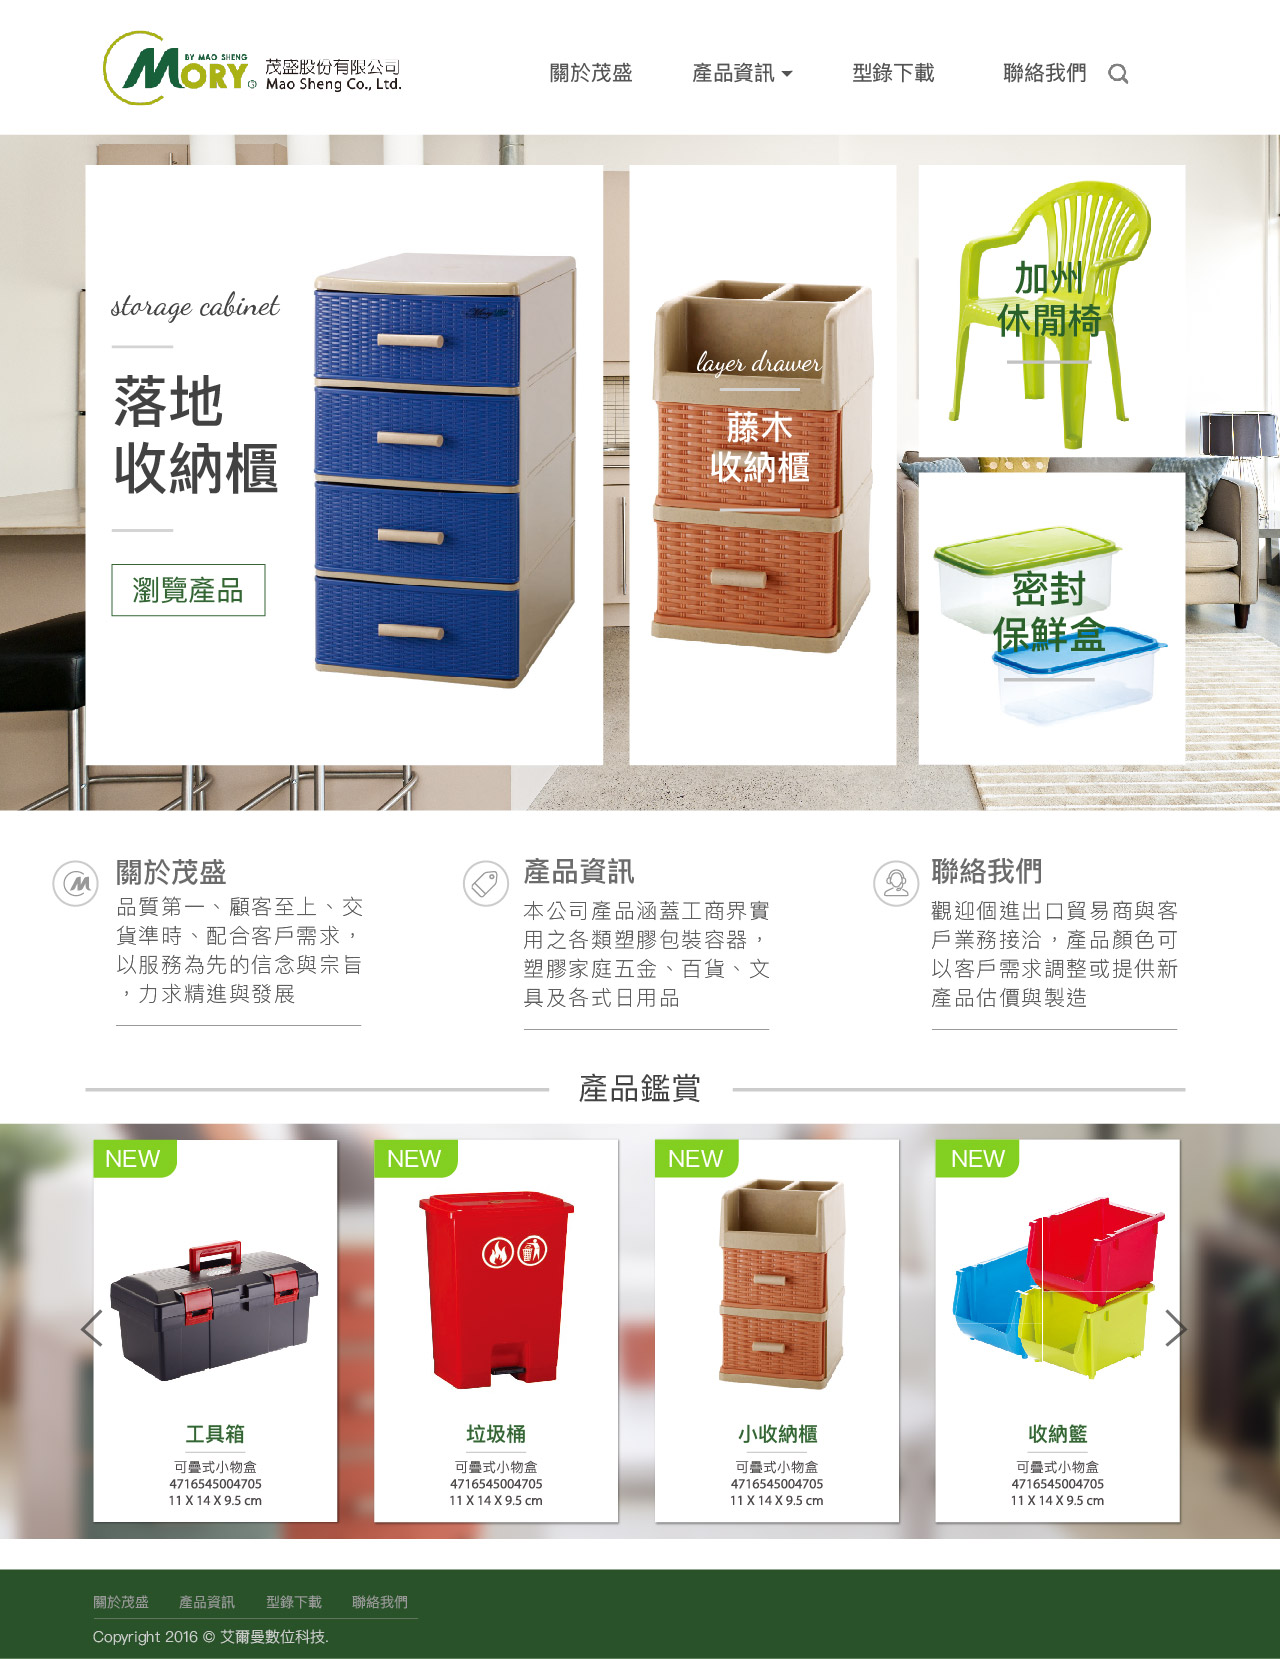 BY MAO SHENG
MORY
茂盛股份有限公司
Mao Sheng Co., Ltd.
關於茂盛
產品資訊
型錄下載
聯絡我們
storage cabinet
落地
收納櫃
瀏覽產品
layer drawer
藤木
收納櫃
加州
休閒椅
密封
保鮮盒
關於茂盛
品質第一、顧客至上、交
貨準時、配合客戶需求，
以服務為先的信念與宗旨
，力求精進與發展
產品資訊
本公司產品涵蓋工商界實
用之各類塑膠包裝容器，
塑膠家庭五金、百貨、文
具及各式日用品
聯絡我們
觀迎個進出口貿易商與客
戶業務接洽，產品顏色可
以客戶需求調整或提供新
產品估價與製造
產品鑑賞
NEW
工具箱
可疊式小物盒
4716545004705
11 X 14 X 9.5 cm
NEW
垃圾桶
可疊式小物盒
4716545004705
11 X 14 X 9.5 cm
NEW
小收納櫃
可疊式小物盒
4716545004705
11 X 14 X 9.5 cm
NEW
收納籃
可疊式小物盒
4716545004705
11 X 14 X 9.5 cm
關於茂盛
產品資訊
型錄下載
聯絡我們
Copyright 2016 © 艾爾曼數位科技.